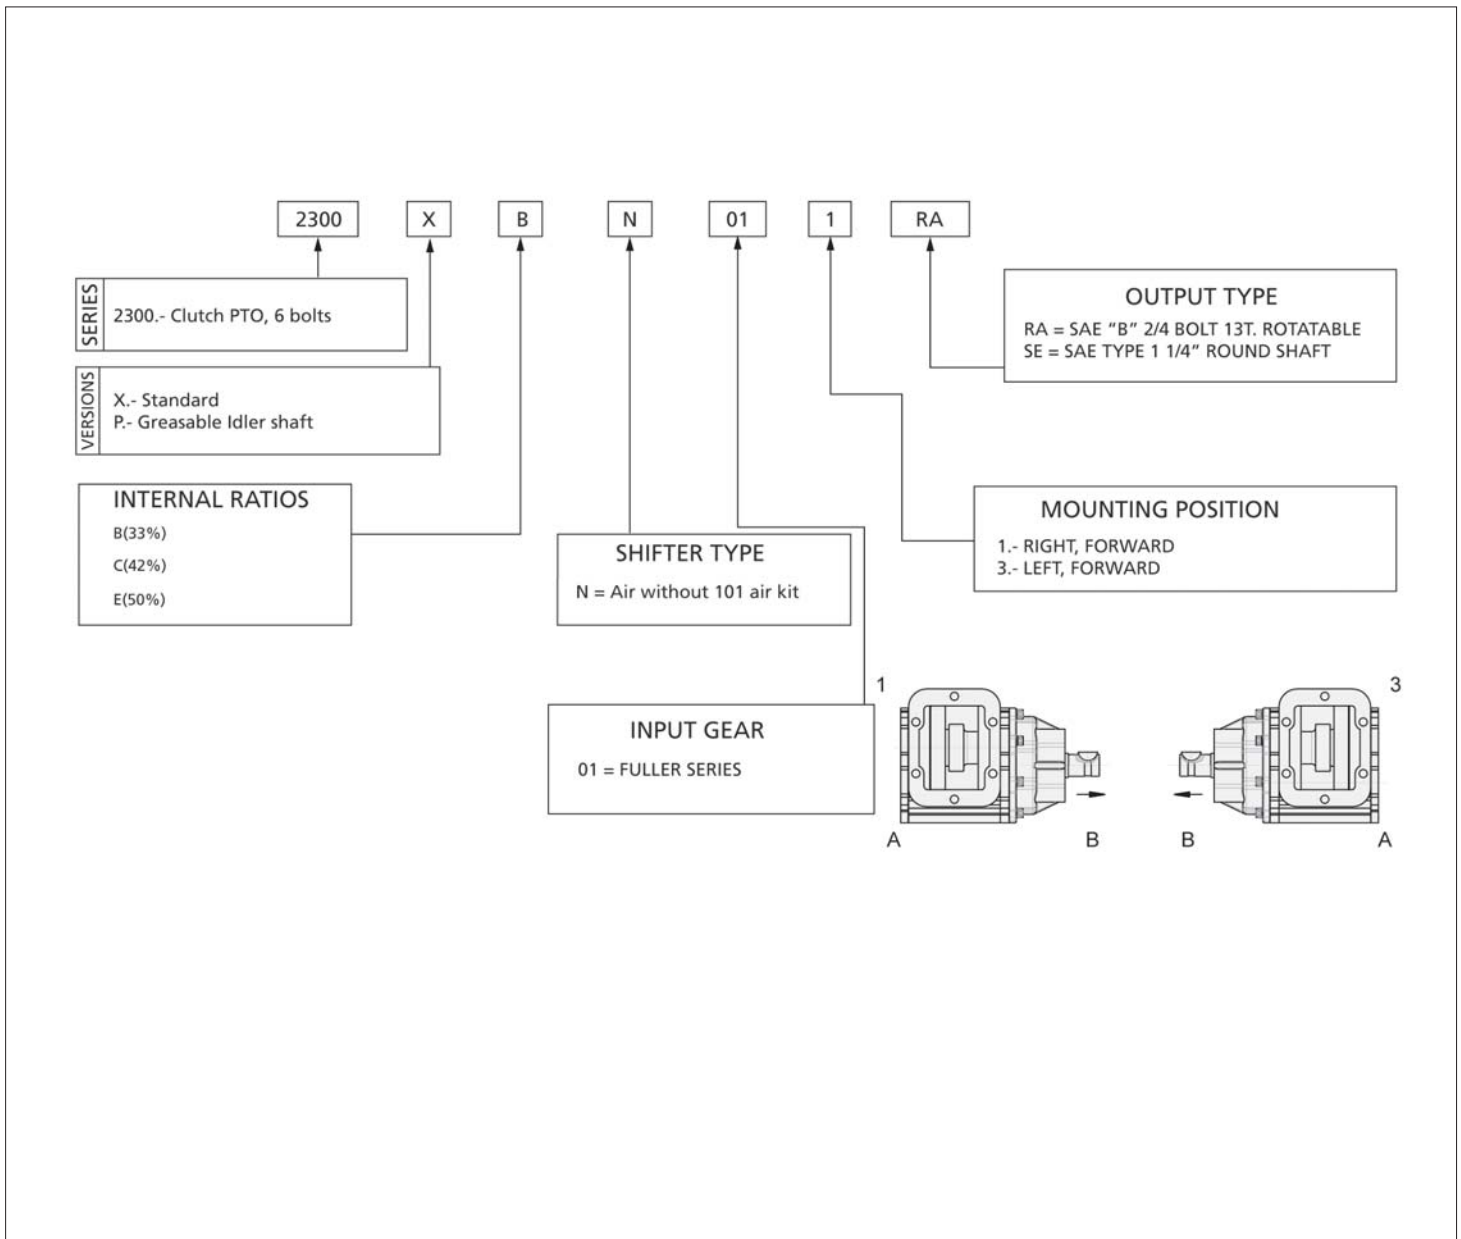 2300 X B N 01 1 RA
SERIES
2300.- Clutch PTO, 6 bolts
VERSIONS
X.- Standard
P.- Greasable Idler shaft
INTERNAL RATIOS
B(33%)
C(42%)
E(50%)
SHIFTER TYPE
N = Air without 101 air kit
INPUT GEAR
01 = FULLER SERIES
OUTPUT TYPE
RA = SAE “B” 2/4 BOLT 13T. ROTATABLE
SE = SAE TYPE 1 1/4” ROUND SHAFT
MOUNTING POSITION
1.- RIGHT, FORWARD
3.- LEFT, FORWARD
1
A
B
3
B
A